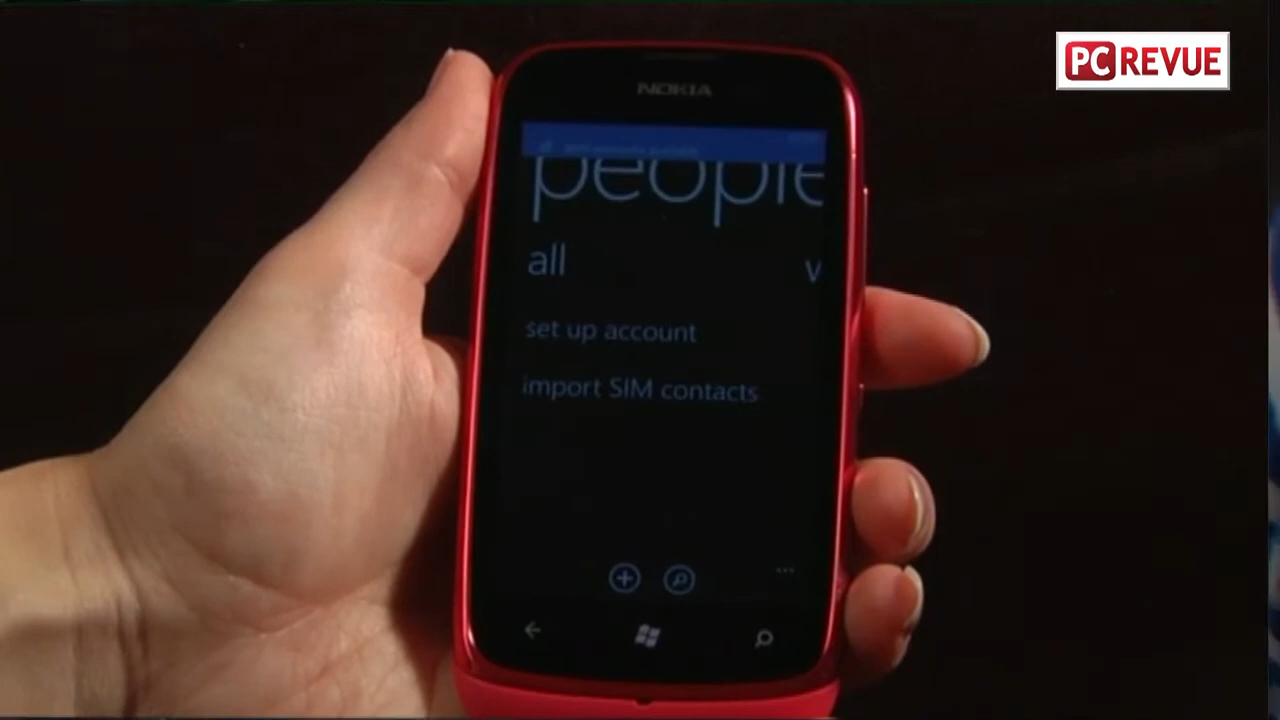 PC REVUE
NOKIA
people
all v
set up account
import SIM contacts
...